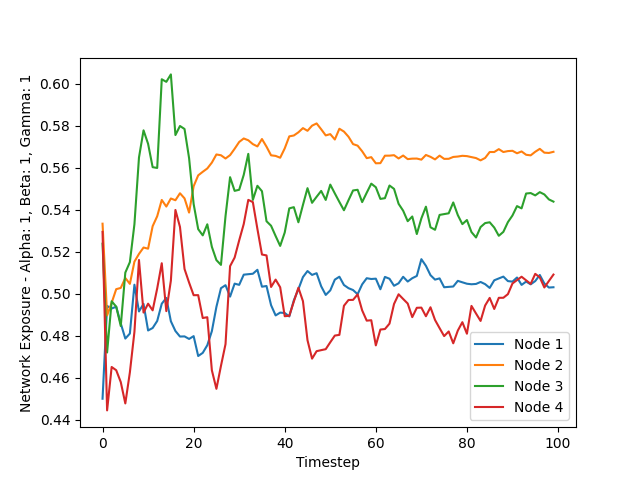 Network Exposure - Alpha: 1, Beta: 1, Gamma: 1
0.60
0.58
0.56
0.54
0.52
0.50
0.48
0.46
0.44
0
20
40
60
80
100
Timestep
Node 1
Node 2
Node 3
Node 4